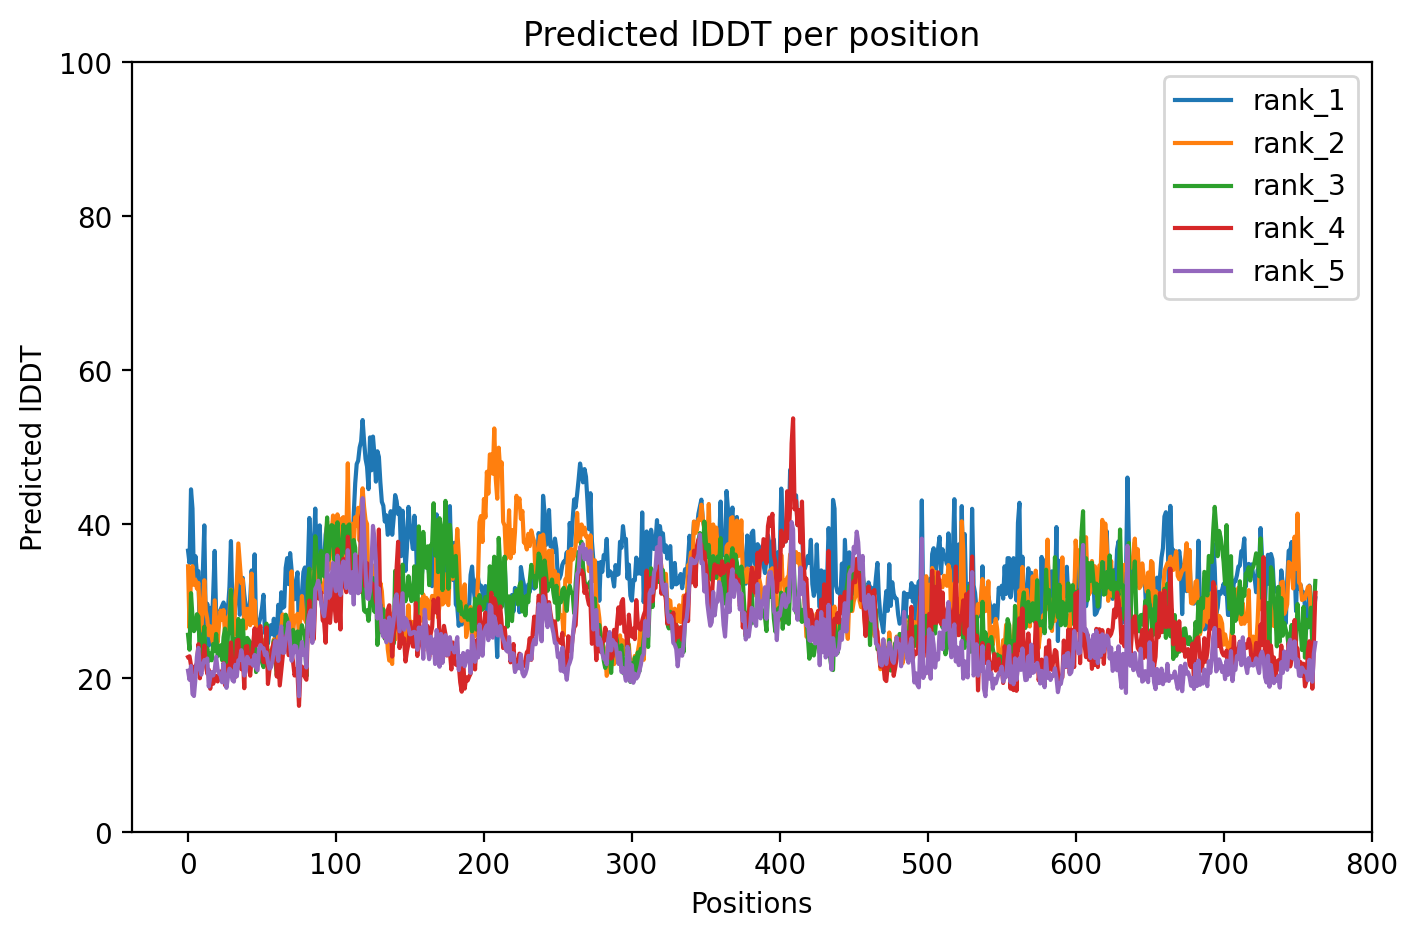 Predicted lDDT per position
100
80
60
40
20
0
Predicted lDDT
rank_1
rank_2
rank_3
rank_4
rank_5
0 100 200 300 400 500 600 700 800
Positions